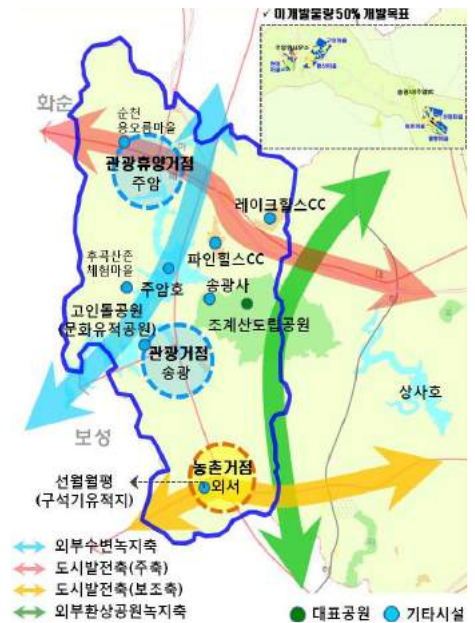 ✓ 미개발물량 50% 개발목표
화순
순천
용오름마을
관광휴양거점
주암
레이크힐스CC
파인힐스CC
후곡산촌
체험마을
주암호
송광사
고인돌공원
(문화유적공원)
조계산도립공원
관광거점
송광
상사호
보성
농촌거점
외서
선월월평
(구석기유적지)
외부수변녹지축
도시발전축(주축)
도시발전축(보조축)
외부환상공원녹지축
대표공원
기타시설